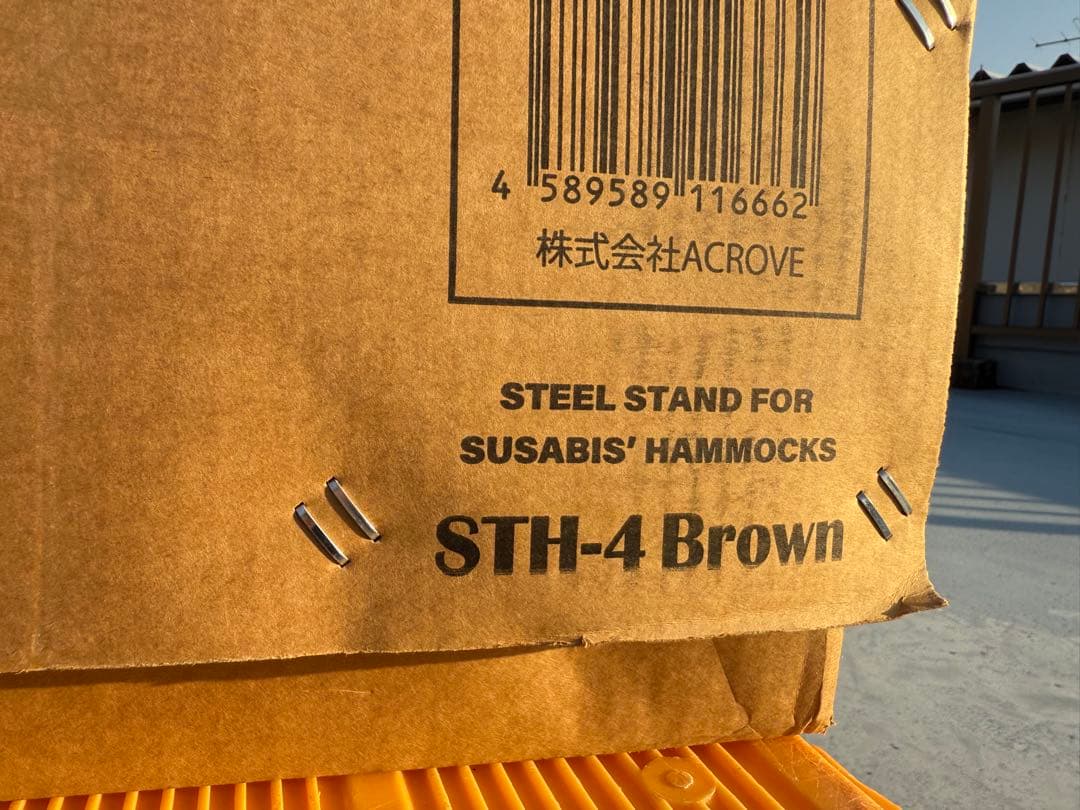 4 589589 116662
株式会社ACROVE
STEEL STAND FOR
SUSABIS' HAMMOCKS
STH-4 Brown